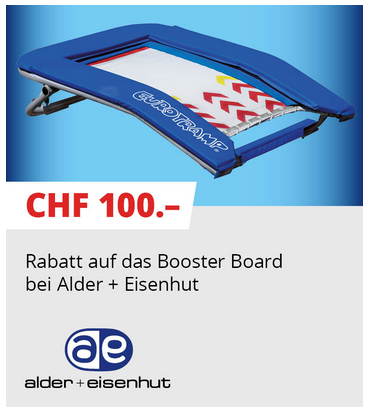 EUROTRAMP
CHF 100.–
Rabatt auf das Booster Board
bei Alder + Eisenhut
ae
alder+eisenhut